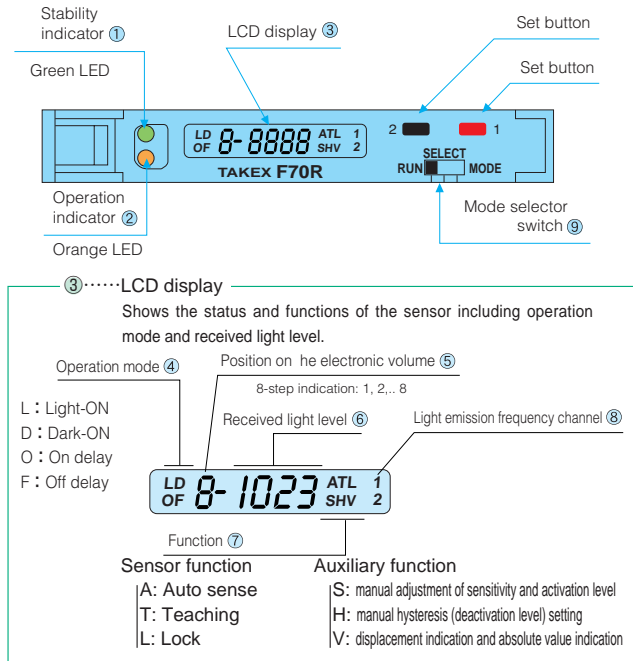 Stability
indicator ①
Green LED
LCD display ③
Set button
Set button
LD
OF
8-8888
ATL 1
SHV 2
2
1
SELECT
RUN
MODE
TAKEX F70R
Operation
indicator ②
Orange LED
Mode selector
switch ⑨
③······LCD display
Shows the status and functions of the sensor including operation
mode and received light level.
Operation mode ④
Position on he electronic volume ⑤
8-step indication: 1, 2,.. 8
L : Light-ON
D : Dark-ON
O : On delay
F : Off delay
Received light level ⑥
Light emission frequency channel ⑧
LD
OF
8-1023
ATL 1
SHV 2
Function ⑦
Sensor function
A: Auto sense
T: Teaching
L: Lock
Auxiliary function
S: manual adjustment of sensitivity and activation level
H: manual hysteresis (deactivation level) setting
V: displacement indication and absolute value indication